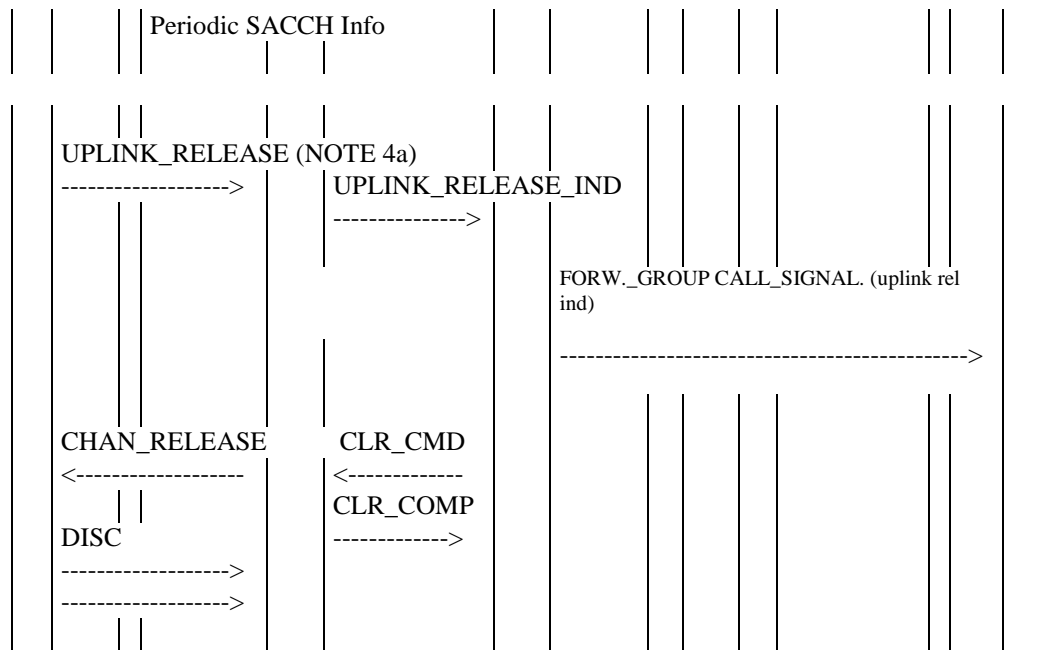 Periodic SACCH Info
UPLINK_RELEASE (NOTE 4a)
-------------------> UPLINK_RELEASE_IND
--------------->
FORW._GROUP CALL_SIGNAL. (uplink rel
ind)
---------------------------------------------->
CHAN_RELEASE CLR_CMD
<------------------- <-------------
CLR_COMP
DISC ------------->
------------------->
------------------->